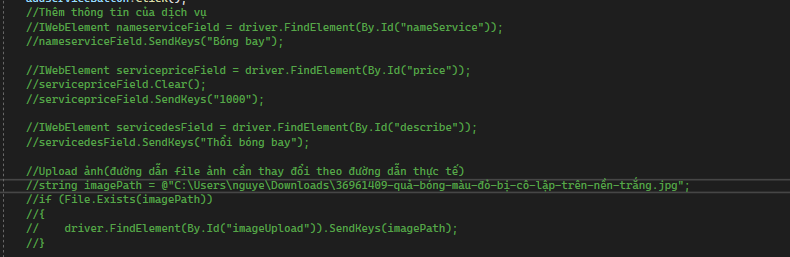 addserviceButton.Click();
//Thêm thông tin của dịch vụ
//IWebElement nameserviceField = driver.FindElement(By.Id("nameService"));
//nameserviceField.SendKeys("Bóng bay");
//IWebElement servicepriceField = driver.FindElement(By.Id("price"));
//servicepriceField.Clear();
//servicepriceField.SendKeys("1000");
//IWebElement servicedesField = driver.FindElement(By.Id("describe"));
//servicedesField.SendKeys("Thổi bóng bay");
//Upload ảnh(đường dẫn file ảnh cần thay đổi theo đường dẫn thực tế)
//string imagePath = @"C:\Users\nguye\Downloads\36961409-quả-bóng-màu-đỏ-bị-cô-lập-trên-nền-trắng.jpg";
//if (File.Exists(imagePath))
//{
//    driver.FindElement(By.Id("imageUpload")).SendKeys(imagePath);
//}